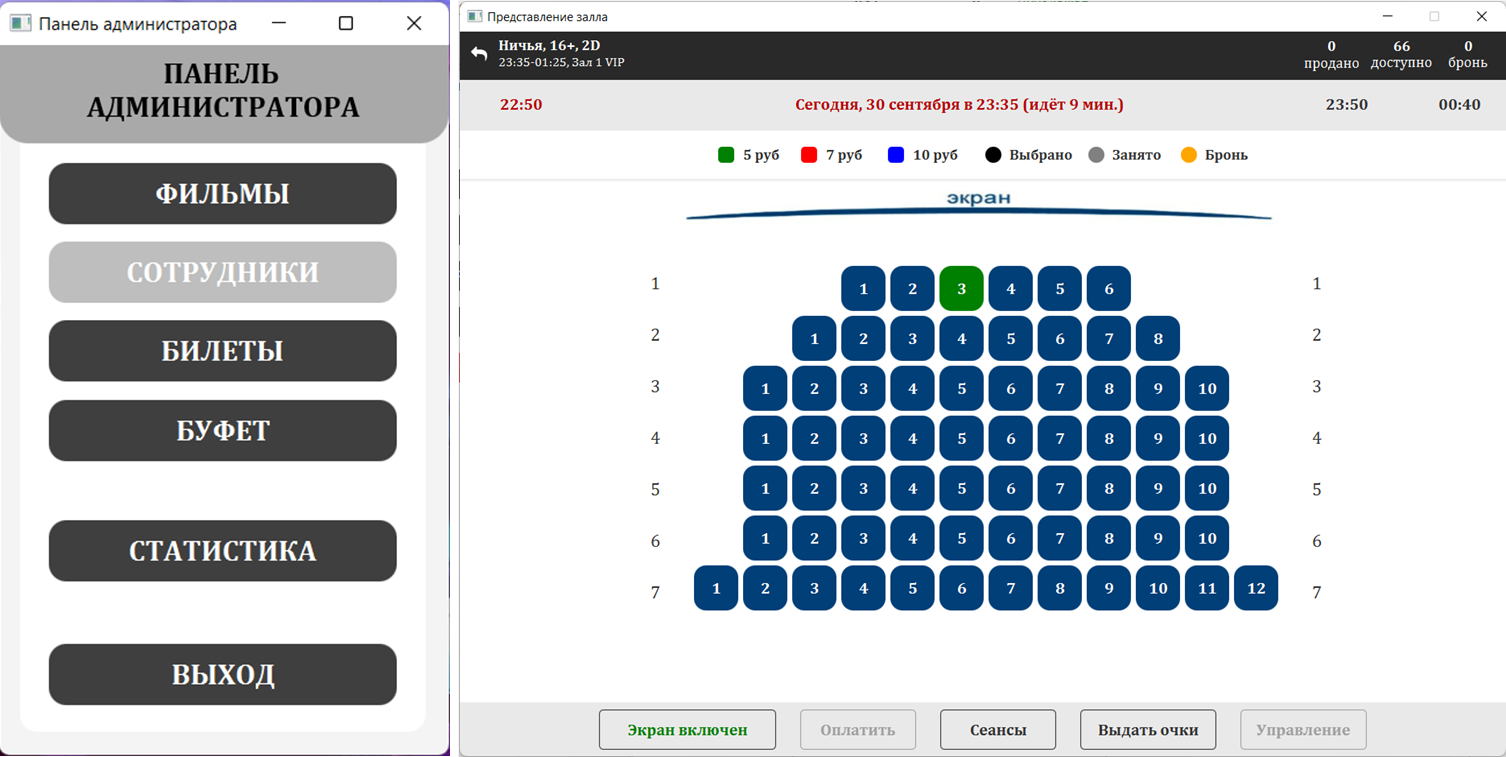 Панель администратора
ПАНЕЛЬ
АДМИНИСТРАТОРА
ФИЛЬМЫ
СОТРУДНИКИ
БИЛЕТЫ
БУФЕТ
СТАТИСТИКА
ВЫХОД
Представление залла
Ничья, 16+, 2D
23:35-01:25, Зал 1 VIP
0 66 0
продано доступно бронь
22:50 Сегодня, 30 сентября в 23:35 (идёт 9 мин.) 23:50 00:40
5 руб 7 руб 10 руб Выбрано Занято Бронь
экран
1 1 2 3 4 5 6 1
2 1 2 3 4 5 6 7 8 2
3 1 2 3 4 5 6 7 8 9 10 3
4 1 2 3 4 5 6 7 8 9 10 4
5 1 2 3 4 5 6 7 8 9 10 5
6 1 2 3 4 5 6 7 8 9 10 6
7 1 2 3 4 5 6 7 8 9 10 11 12 7
Экран включен Оплатить Сеансы Выдать очки Управление